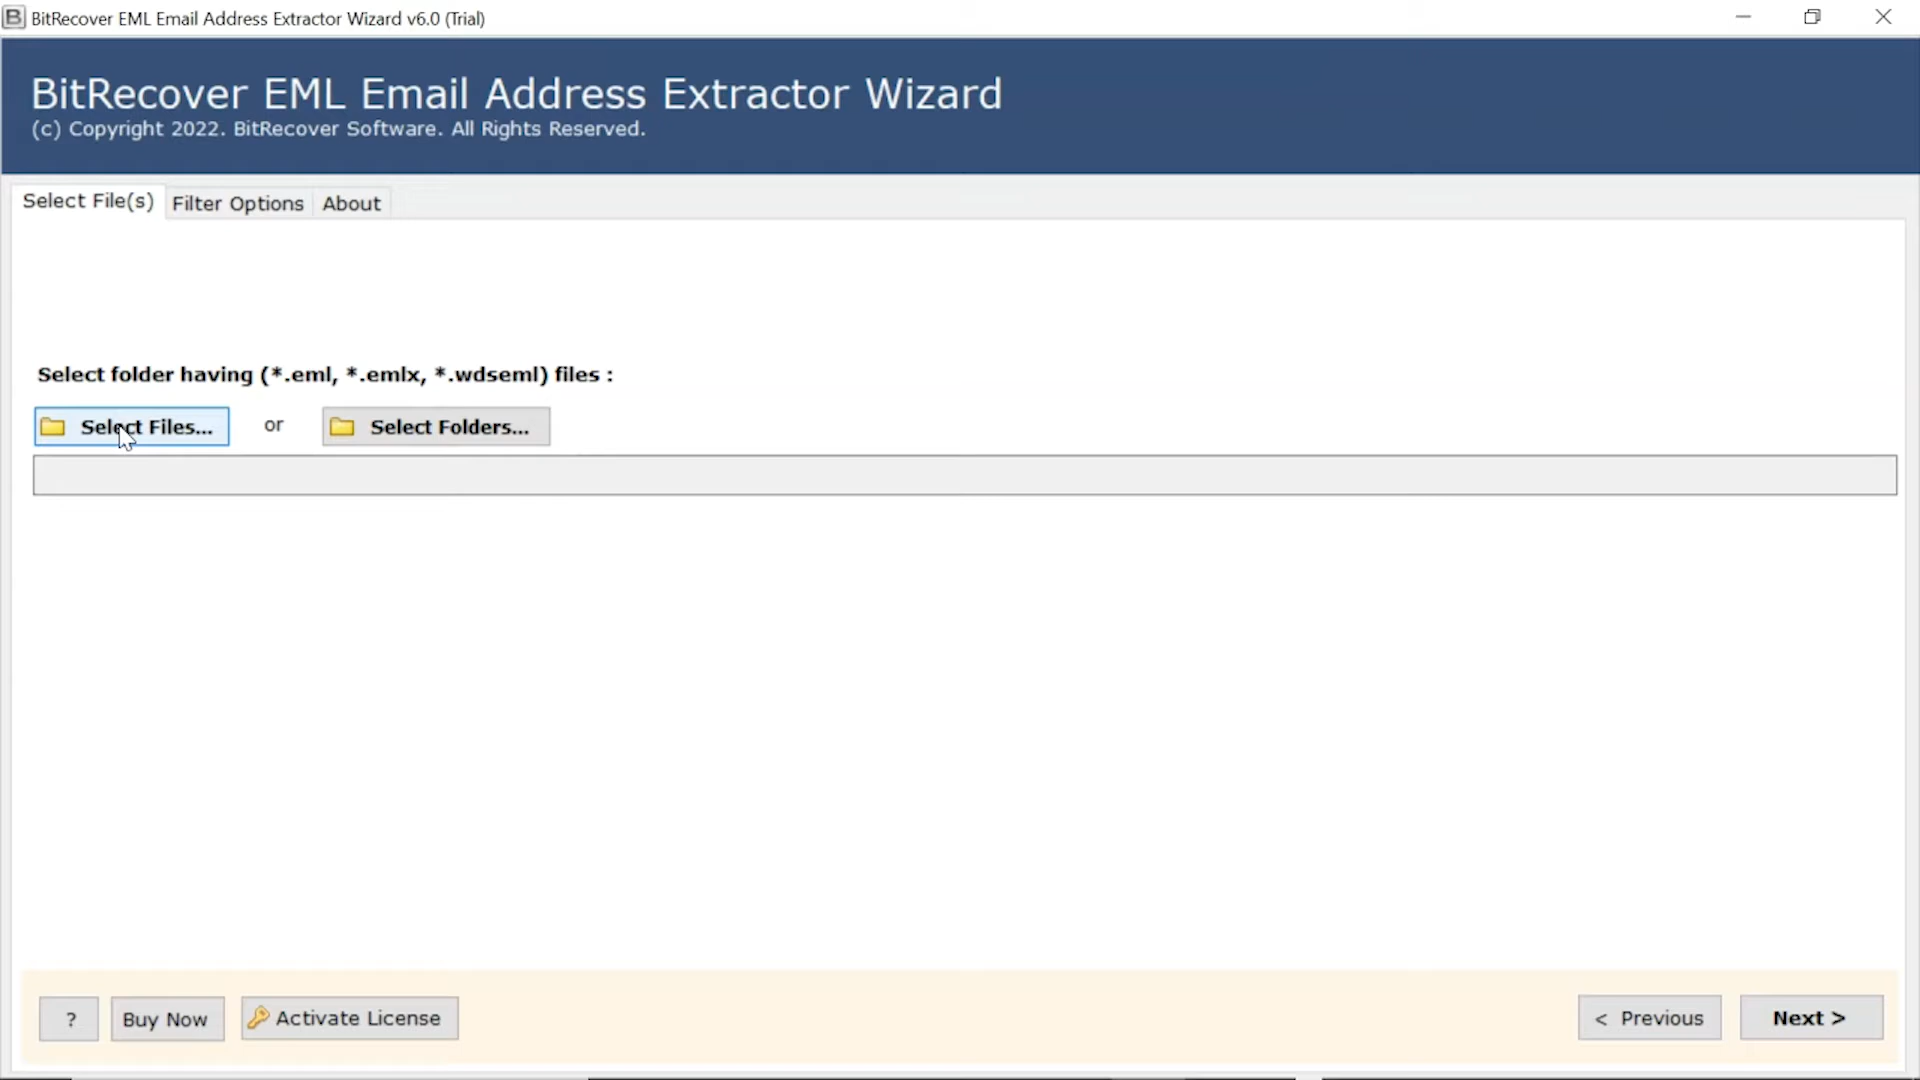 BitRecover EML Email Address Extractor Wizard v6.0 (Trial)
BitRecover EML Email Address Extractor Wizard
(c) Copyright 2022. BitRecover Software. All Rights Reserved.
Select File(s) Filter Options About
Select folder having (*.eml, *.emlx, *.wdseml) files :
Select Files... or Select Folders...
? Buy Now Activate License < Previous Next >